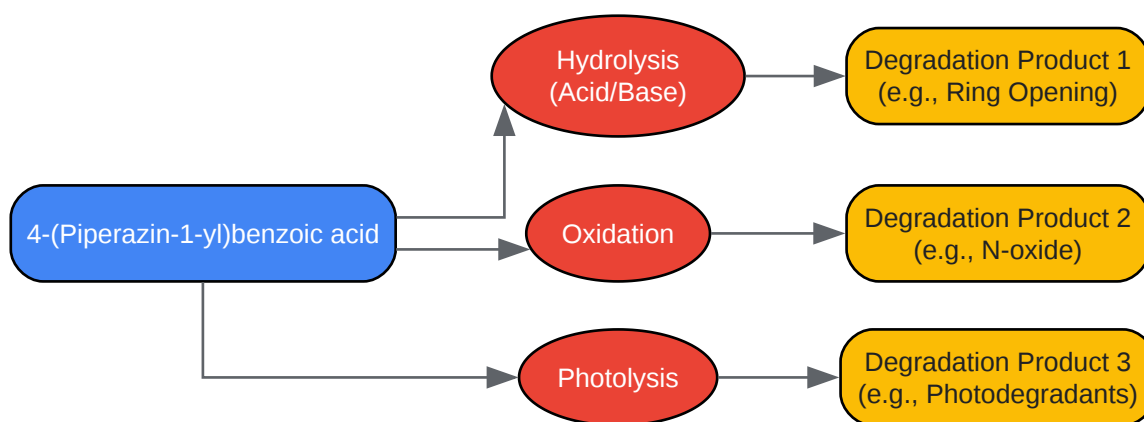 Hydrolysis
(Acid/Base)
Degradation Product 1
(e.g., Ring Opening)
4-(Piperazin-1-yl)benzoic acid
Oxidation
Degradation Product 2
(e.g., N-oxide)
Photolysis
Degradation Product 3
(e.g., Photodegradants)